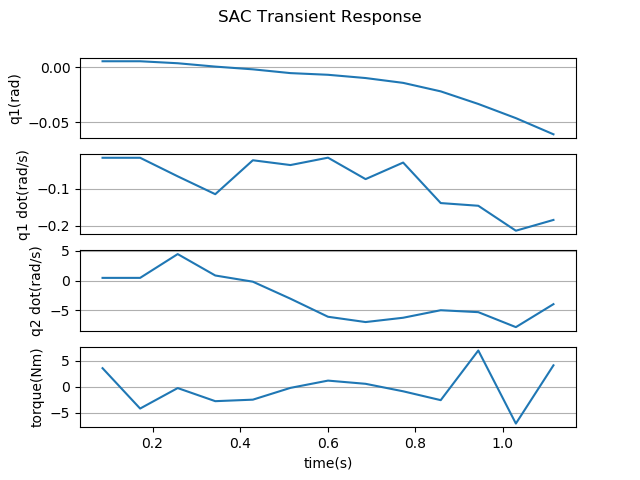 SAC Transient Response
q1(rad)
0.00
−0.05
q1 dot(rad/s)
−0.1
−0.2
q2 dot(rad/s)
5
0
−5
torque(Nm)
5
0
−5
0.2 0.4 0.6 0.8 1.0
time(s)